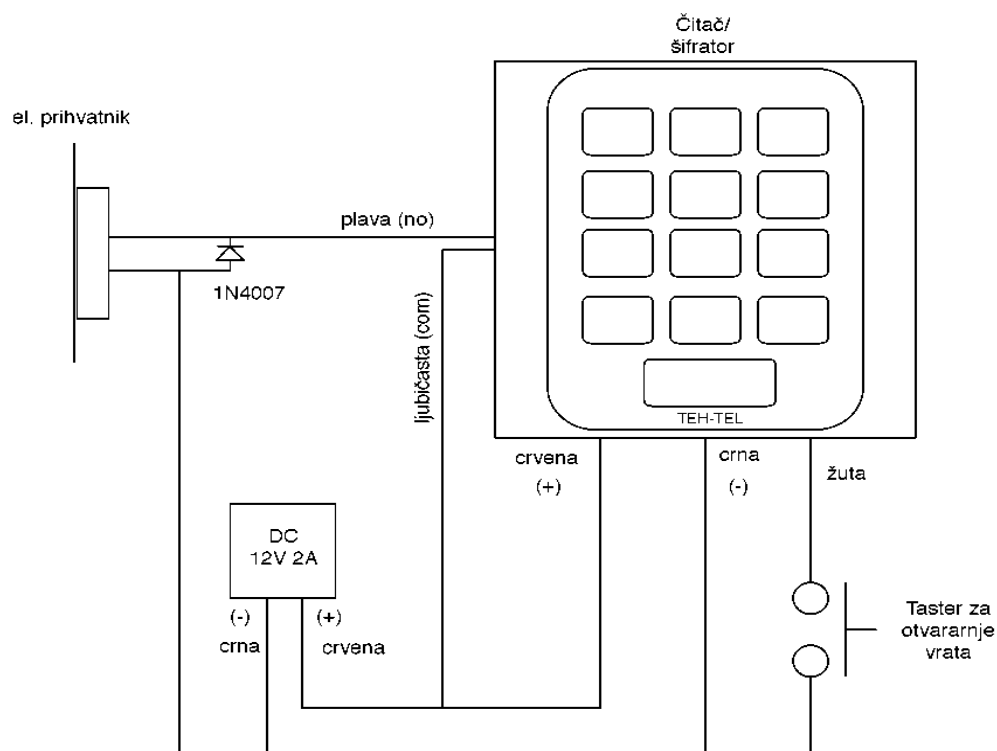 Čitač/
šifrator
el. prihvatnik
plava (no)
1N4007
ljubičasta (com)
TEH-TEL
crvena
(+)
crna
(-)
žuta
DC
12V 2A
(-)
crna
(+)
crvena
Taster za
otvararnje
vrata